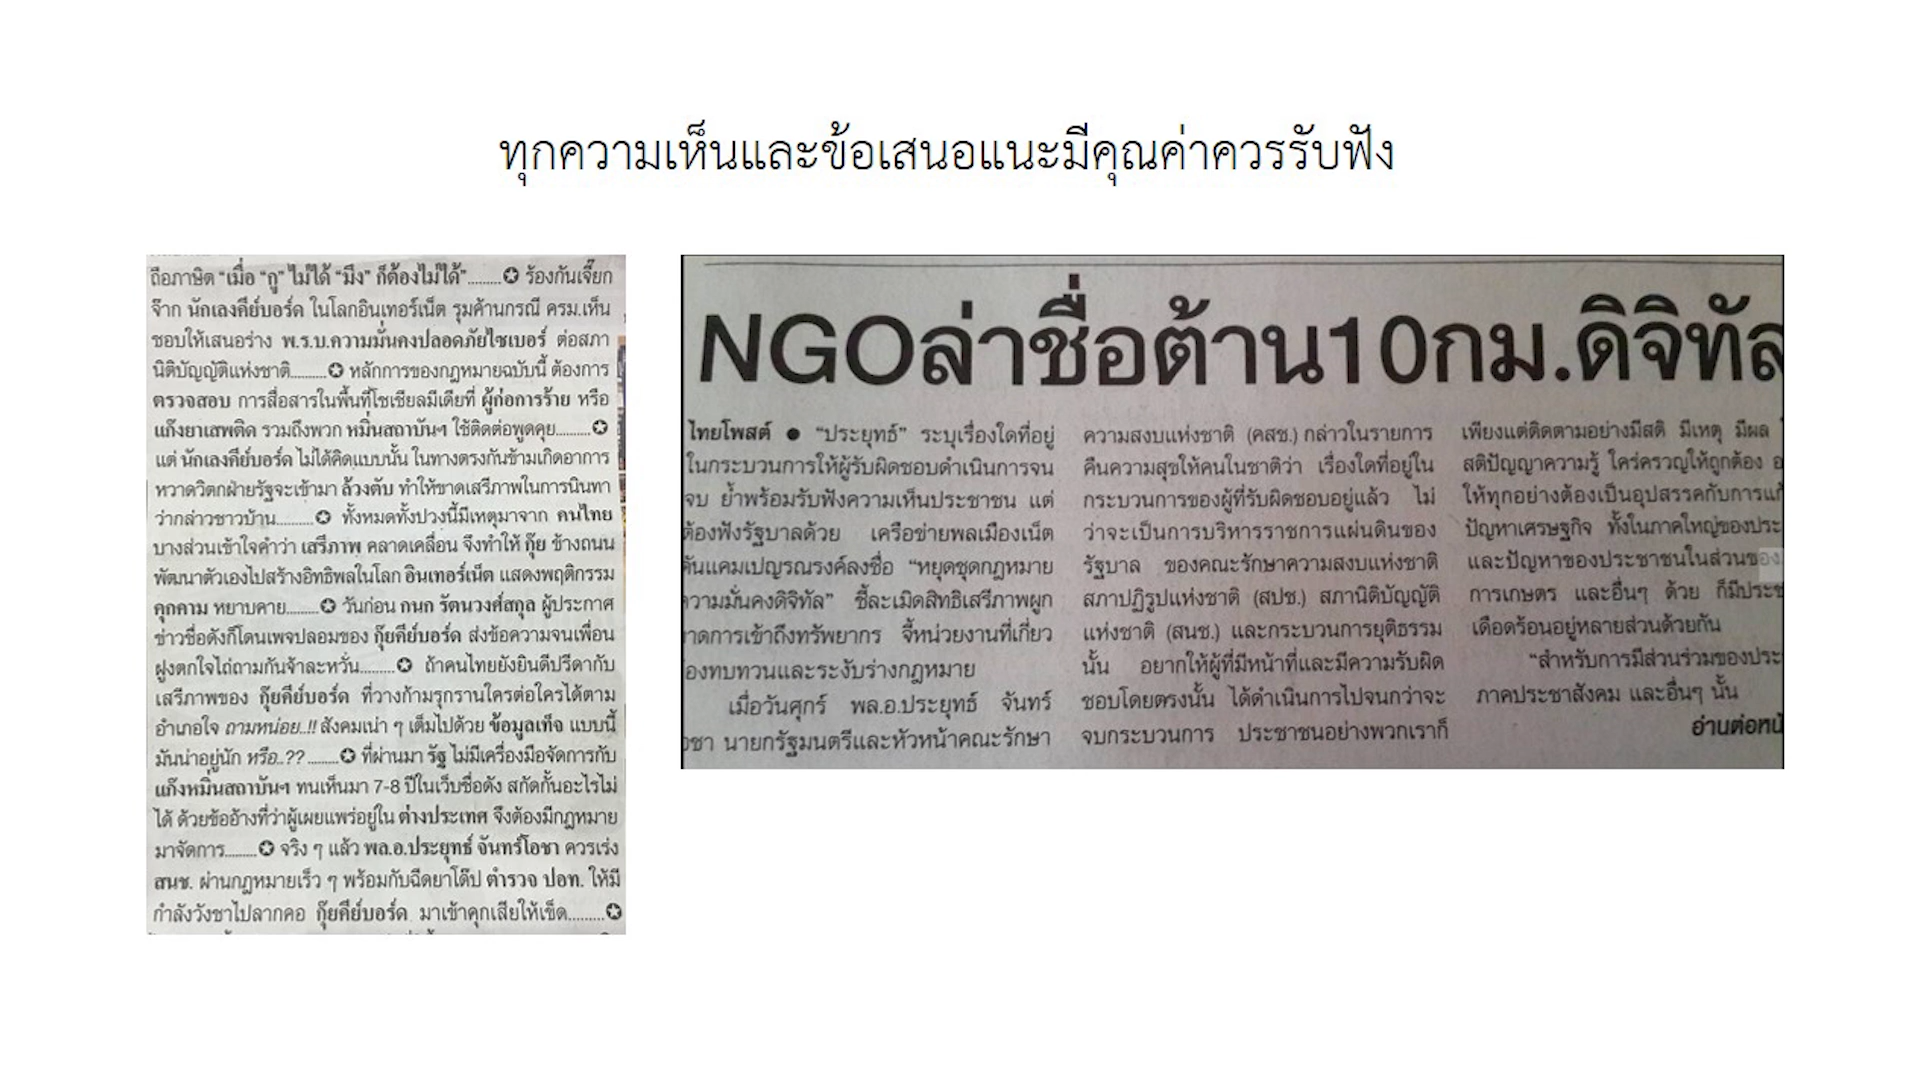 ทุกความเห็นและข้อเสนอแนะมีคุณค่าควรรับฟัง
ถือภาษิต “เมื่อ “กู” ไม่ได้ “มึง” ก็ต้องไม่ได้”.........✪ ร้องกันเจี๊ยก
จ๊าก นักเลงคีย์บอร์ด ในโลกอินเทอร์เน็ต รุมค้านกรณี ครม.เห็น
ชอบให้เสนอร่าง พ.ร.บ.ความมั่นคงปลอดภัยไซเบอร์ ต่อสภา
นิติบัญญัติแห่งชาติ..........✪ หลักการของกฎหมายฉบับนี้ ต้องการ
ตรวจสอบ การสื่อสารในพื้นที่โซเชียลมีเดียที่ ผู้ก่อการร้าย หรือ
แก๊งยาเสพติด รวมถึงพวก หมิ่นสถาบันฯ ใช้ติดต่อพูดคุย..........✪
แต่ นักเลงคีย์บอร์ด ไม่ได้คิดแบบนั้น ในทางตรงกันข้ามเกิดอาการ
หวาดวิตกฝ่ายรัฐจะเข้ามา ล้วงตับ ทำให้ขาดเสรีภาพในการนินทา
ว่ากล่าวชาวบ้าน..........✪ ทั้งหมดทั้งปวงนี้มีเหตุมาจาก คนไทย
บางส่วนเข้าใจคำว่า เสรีภาพ คลาดเคลื่อน จึงทำให้ กุ๊ย ข้างถนน
พัฒนาตัวเองไปสร้างอิทธิพลในโลก อินเทอร์เน็ต แสดงพฤติกรรม
คุกคาม หยาบคาย.........✪ วันก่อน กนก รัตนวงศ์สกุล ผู้ประกาศ
ข่าวชื่อดังก็โดนเพจปลอมของ กุ๊ยคีย์บอร์ด ส่งข้อความจนเพื่อน
ฝูงตกใจไถ่ถามกันจ้าละหวั่น..........✪ ถ้าคนไทยยังยินดีปรีดากับ
เสรีภาพของ กุ๊ยคีย์บอร์ด ที่วางก้ามรุกรานใครต่อใครได้ตาม
อำเภอใจ ถามหน่อย..!! สังคมเน่า ๆ เต็มไปด้วย ข้อมูลเท็จ แบบนี้
มันน่าอยู่นัก หรือ..?? .........✪ ที่ผ่านมา รัฐ ไม่มีเครื่องมือจัดการกับ
แก๊งหมิ่นสถาบันฯ ทนเห็นมา 7-8 ปีในเว็บชื่อดัง สกัดกั้นอะไรไม่
ได้ ด้วยข้ออ้างที่ว่าผู้เผยแพร่อยู่ใน ต่างประเทศ จึงต้องมีกฎหมาย
มาจัดการ.........✪ จริง ๆ แล้ว พล.อ.ประยุทธ์ จันทร์โอชา ควรเร่ง
สนช. ผ่านกฎหมายเร็ว ๆ พร้อมกับฉีดยาโด๊ป ตำรวจ ปอท. ให้มี
กำลังวังชาไปลากคอ กุ๊ยคีย์บอร์ด มาเข้าคุกเสียให้เข็ด.........✪
NGOล่าชื่อต้าน10กม.ดิจิทัล
ไทยโพสต์ ● “ประยุทธ์” ระบุเรื่องใดที่อยู่
ในกระบวนการให้ผู้รับผิดชอบดำเนินการจน
จบ ย้ำพร้อมรับฟังความเห็นประชาชน แต่
ต้องฟังรัฐบาลด้วย เครือข่ายพลเมืองเน็ต
ดันแคมเปญรณรงค์ลงชื่อ “หยุดชุดกฎหมาย
ความมั่นคงดิจิทัล” ชี้ละเมิดสิทธิเสรีภาพผูก
ขาดการเข้าถึงทรัพยากร จี้หน่วยงานที่เกี่ยว
ข้องทบทวนและระงับร่างกฎหมาย
เมื่อวันศุกร์ พล.อ.ประยุทธ์ จันทร์
โอชา นายกรัฐมนตรีและหัวหน้าคณะรักษา
ความสงบแห่งชาติ (คสช.) กล่าวในรายการ
คืนความสุขให้คนในชาติว่า เรื่องใดที่อยู่ใน
กระบวนการของผู้ที่รับผิดชอบอยู่แล้ว ไม่
ว่าจะเป็นการบริหารราชการแผ่นดินของ
รัฐบาล ของคณะรักษาความสงบแห่งชาติ
สภาปฏิรูปแห่งชาติ (สปช.) สภานิติบัญญัติ
แห่งชาติ (สนช.) และกระบวนการยุติธรรม
นั้น อยากให้ผู้ที่มีหน้าที่และมีความรับผิด
ชอบโดยตรงนั้น ได้ดำเนินการไปจนกว่าจะ
จบกระบวนการ ประชาชนอย่างพวกเราก็
เพียงแต่ติดตามอย่างมีสติ มีเหตุ มีผล
สติปัญญาความรู้ ใคร่ครวญให้ถูกต้อง
ให้ทุกอย่างต้องเป็นอุปสรรคกับการแก้
ปัญหาเศรษฐกิจ ทั้งในภาคใหญ่ของประ
และปัญหาของประชาชนในส่วนของ
การเกษตร และอื่นๆ ด้วย ก็มีประช
เดือดร้อนอยู่หลายส่วนด้วยกัน
“สำหรับการมีส่วนร่วมของประ
ภาคประชาสังคม และอื่นๆ นั้น
อ่านต่อหน้